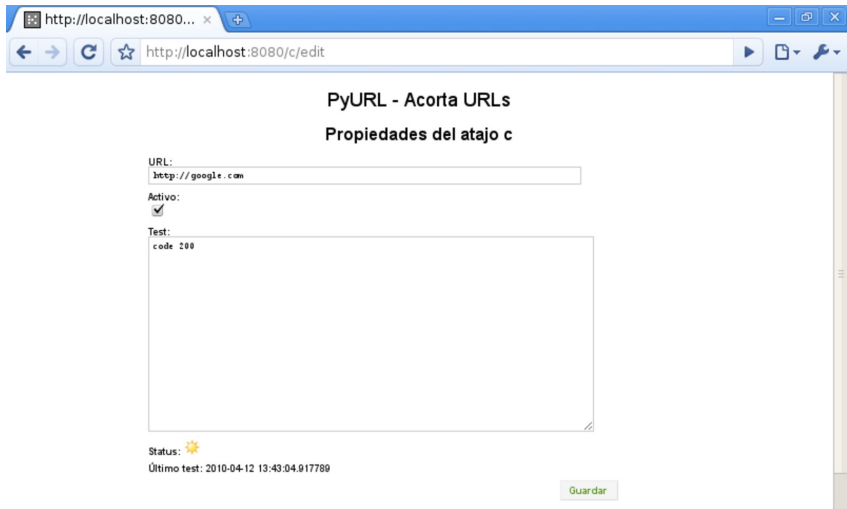 http://localhost:8080...
http://localhost:8080/c/edit
PyURL - Acorta URLs
Propiedades del atajo c
URL:
http://google.com
Activo:
Test:
code 200
Status:
Último test: 2010-04-12 13:43:04.917789
Guardar